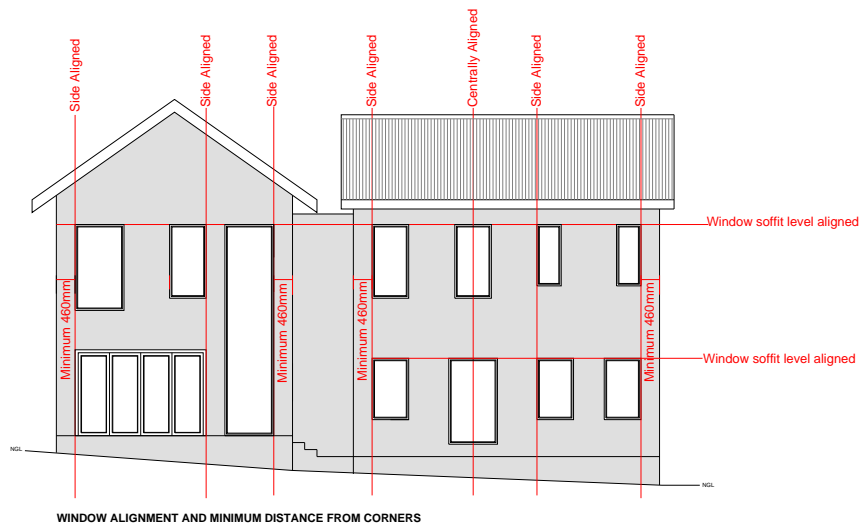 Side Aligned
Side Aligned
Side Aligned
Side Aligned
Centrally Aligned
Side Aligned
Side Aligned
Window soffit level aligned
Minimum 460mm
Minimum 460mm
Minimum 460mm
Minimum 460mm
Window soffit level aligned
NGL
NGL
WINDOW ALIGNMENT AND MINIMUM DISTANCE FROM CORNERS